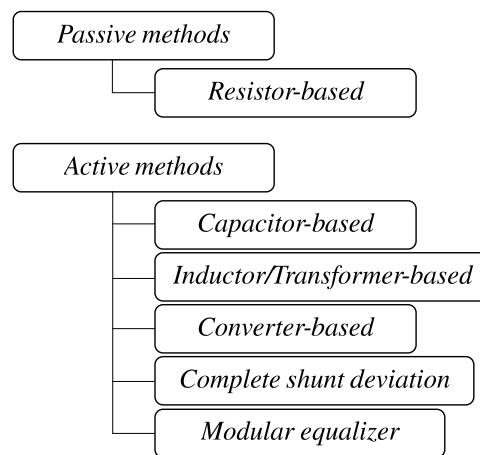 Passive methods
Resistor-based
Active methods
Capacitor-based
Inductor/Transformer-based
Converter-based
Complete shunt deviation
Modular equalizer